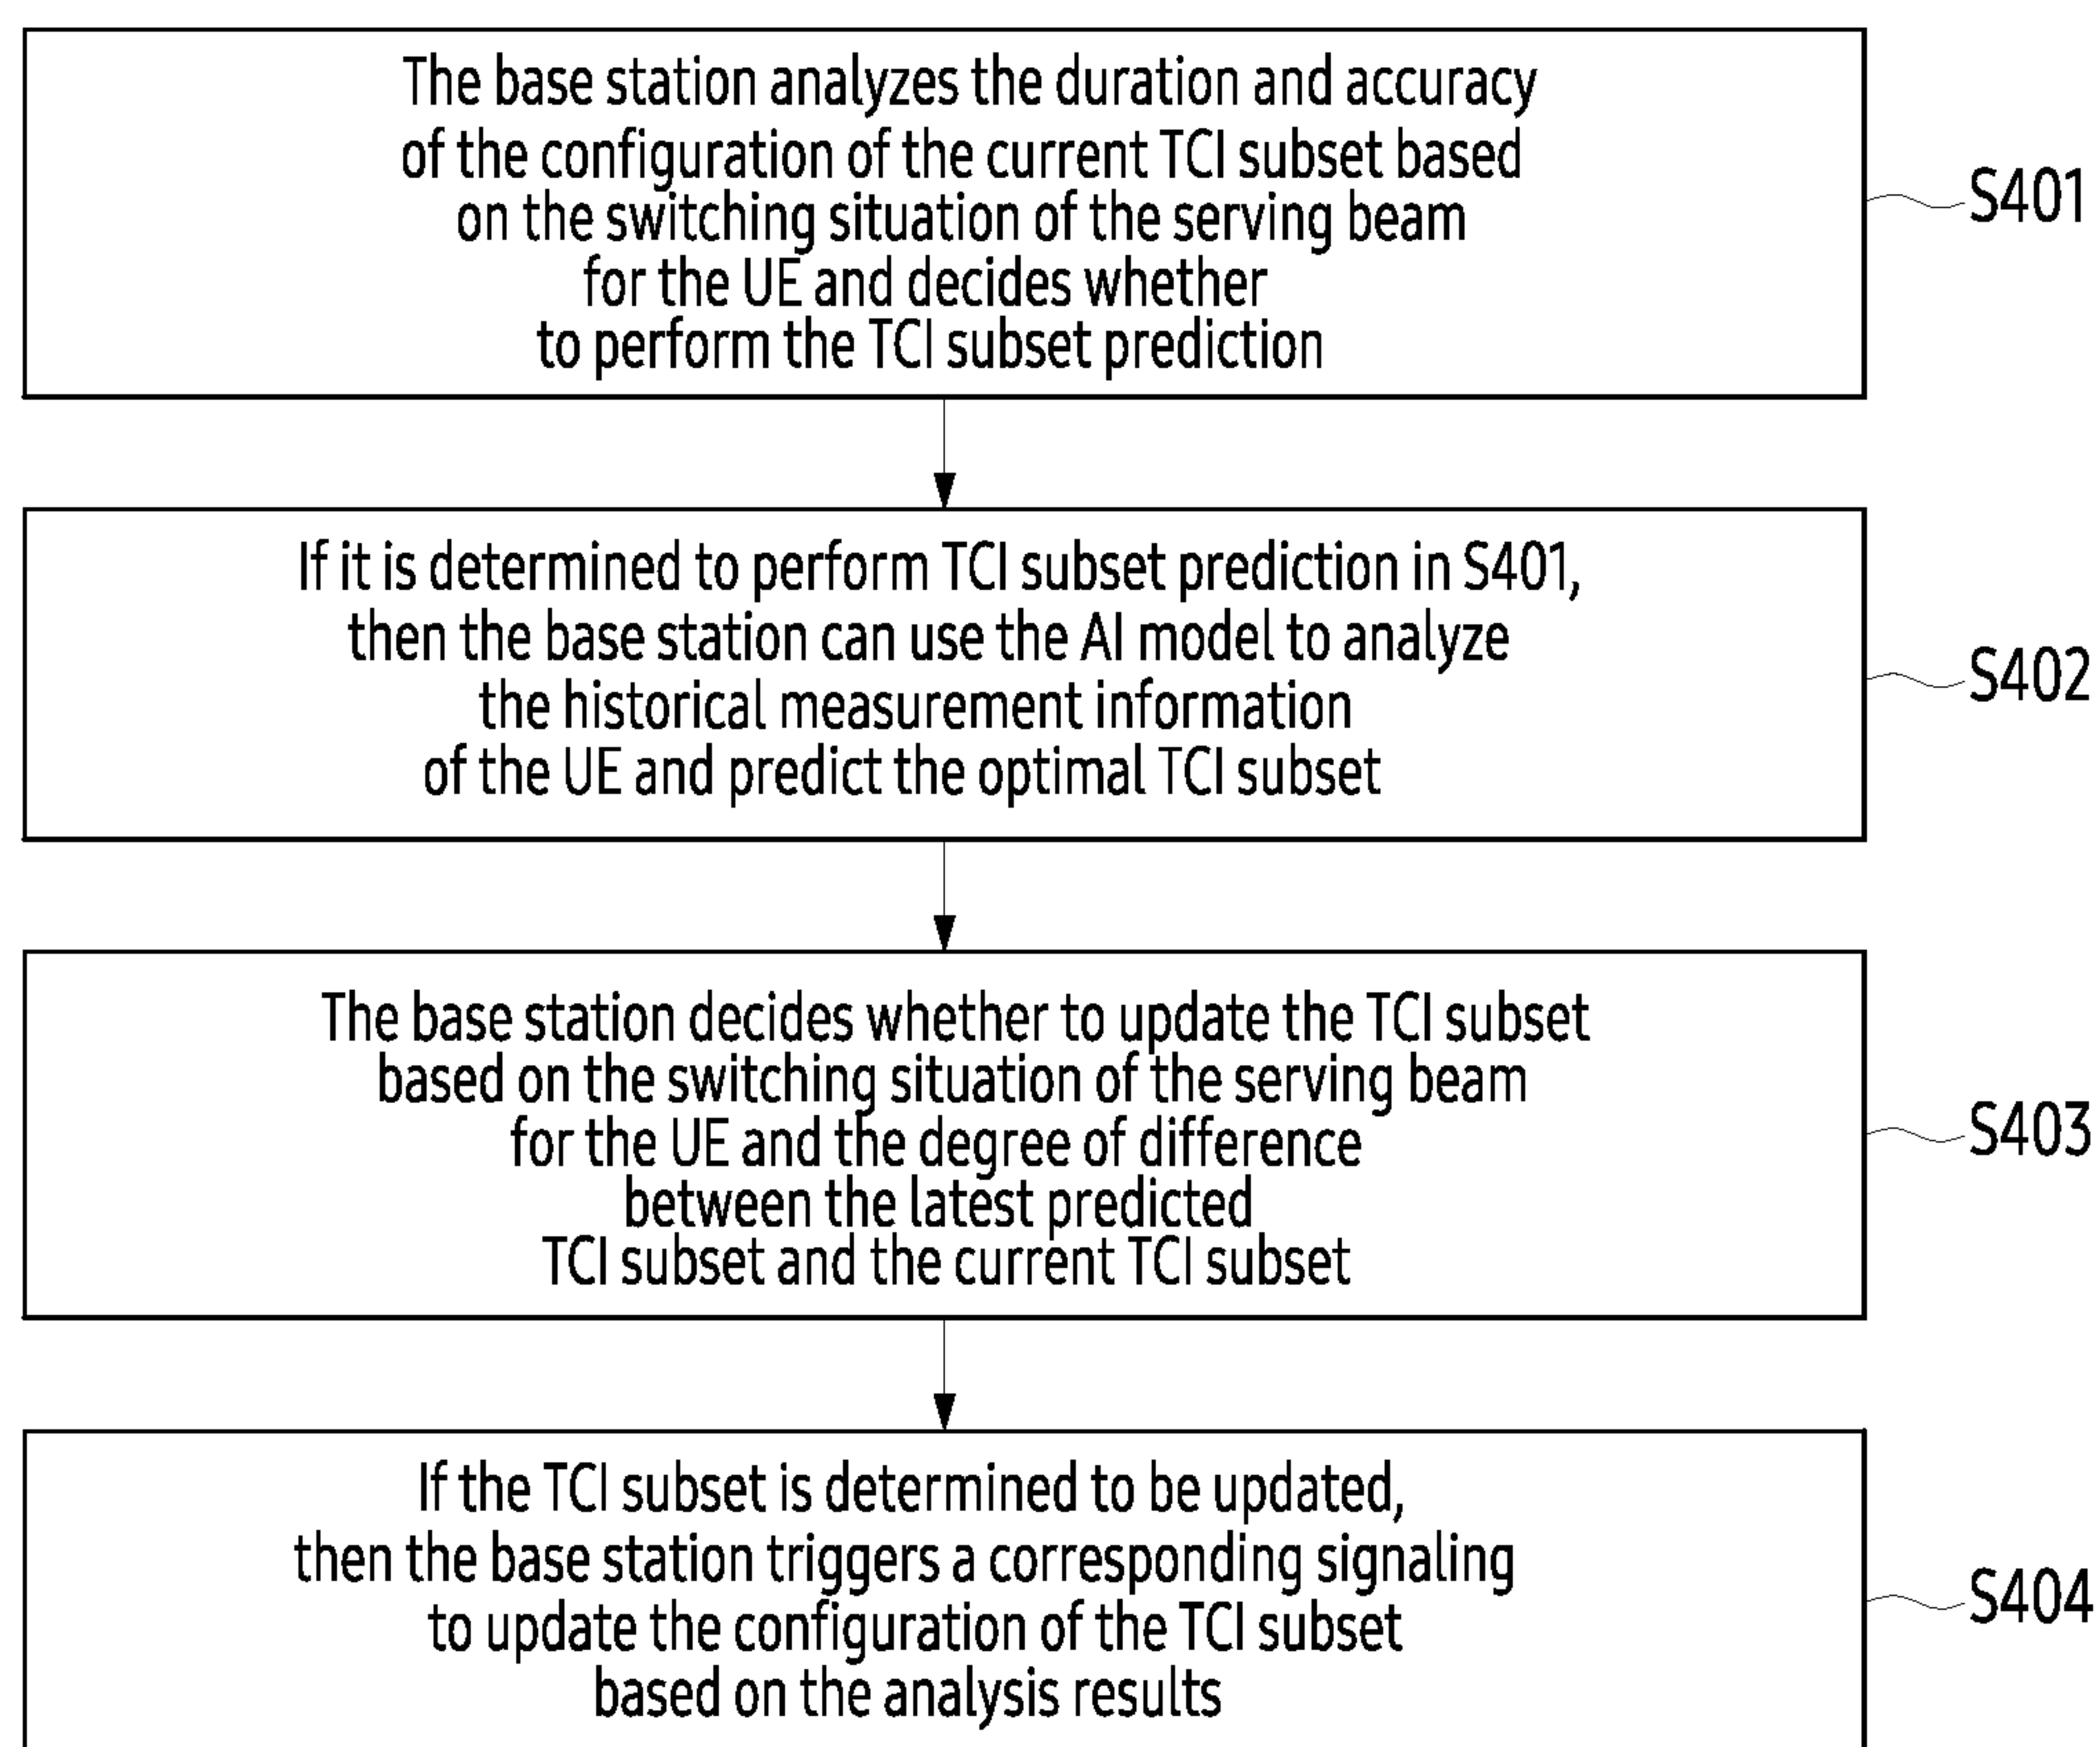 The base station analyzes the duration and accuracy
of the configuration of the current TCI subset based
on the switching situation of the serving beam
for the UE and decides whether
to perform the TCI subset prediction
S401
If it is determined to perform TCI subset prediction in S401,
then the base station can use the AI model to analyze
the historical measurement information
of the UE and predict the optimal TCI subset
S402
The base station decides whether to update the TCI subset
based on the switching situation of the serving beam
for the UE and the degree of difference
between the latest predicted
TCI subset and the current TCI subset
S403
If the TCI subset is determined to be updated,
then the base station triggers a corresponding signaling
to update the configuration of the TCI subset
based on the analysis results
S404